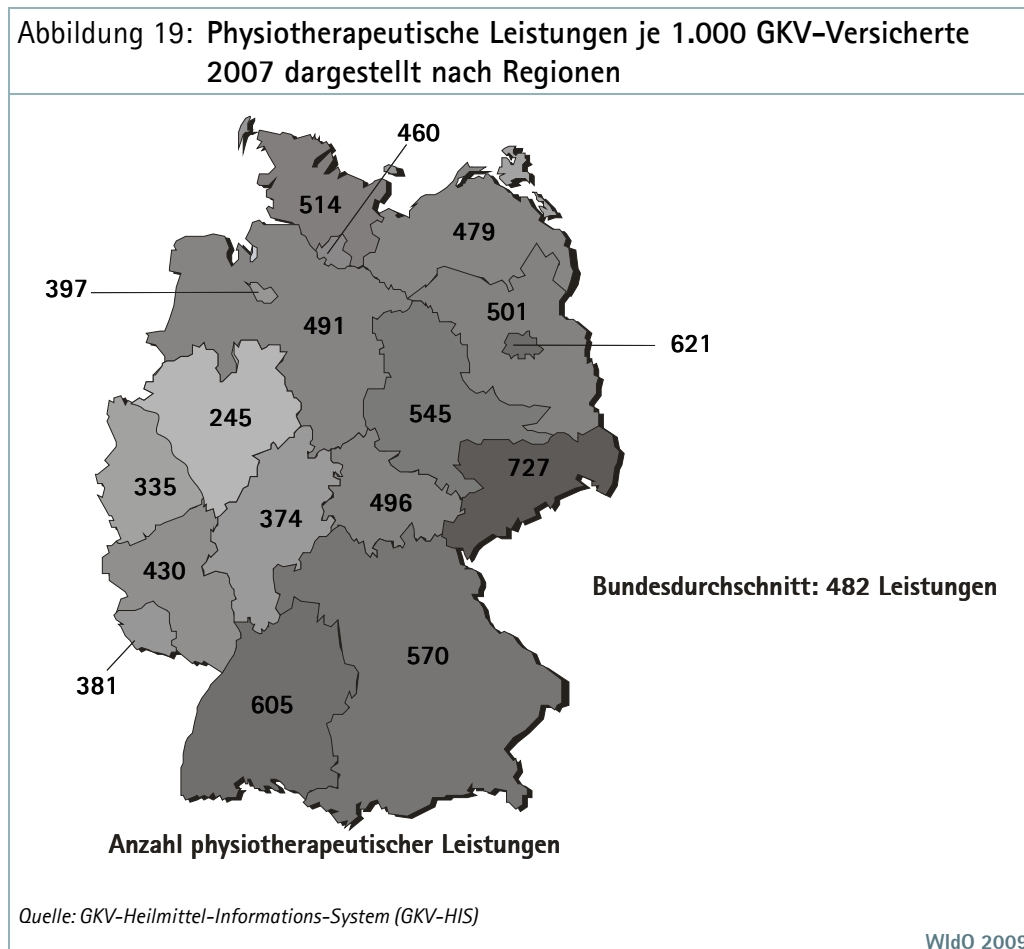 Abbildung 19: Physiotherapeutische Leistungen je 1.000 GKV-Versicherte
2007 dargestellt nach Regionen
460
514
479
397
501
491
621
245
545
727
335
496
374
430
Bundesdurchschnitt: 482 Leistungen
570
381
605
Anzahl physiotherapeutischer Leistungen
Quelle: GKV-Heilmittel-Informations-System (GKV-HIS)
WIdO 2009